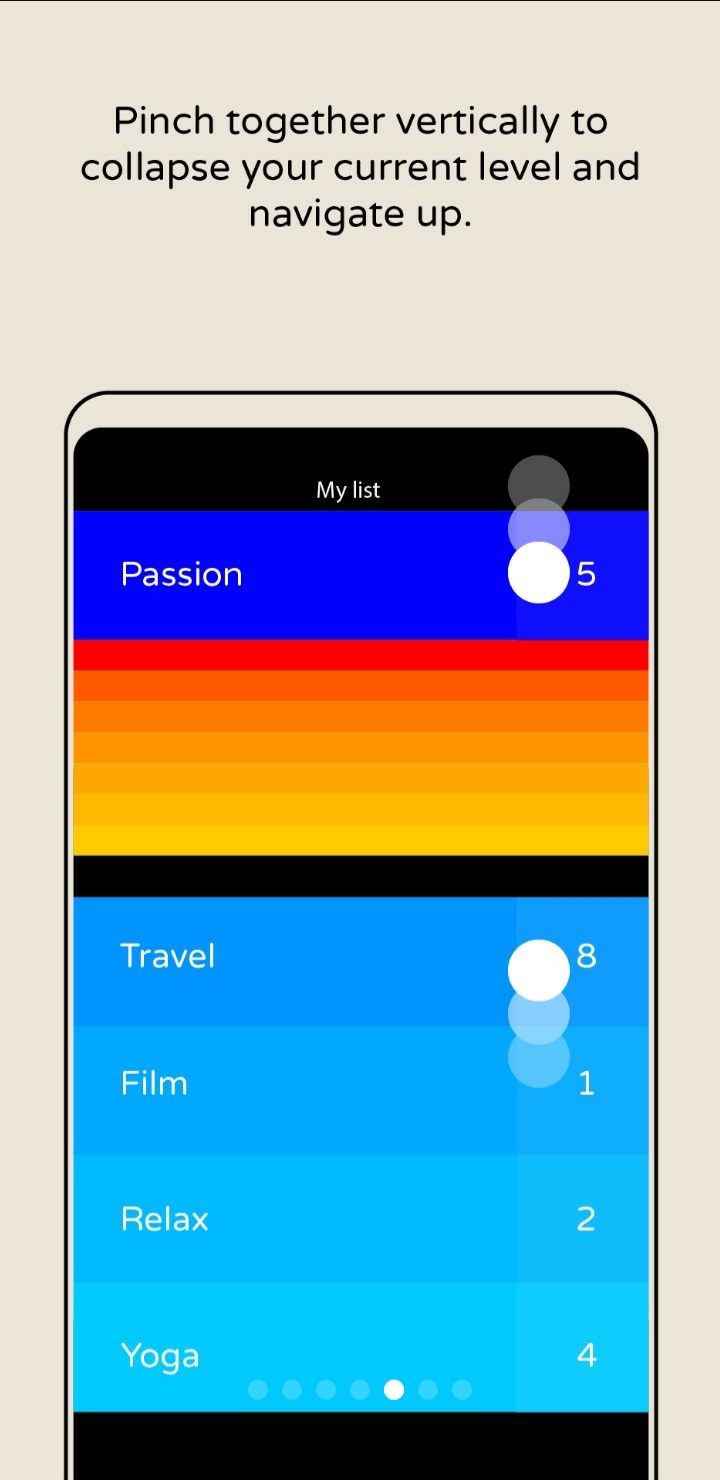 Pinch together vertically to
collapse your current level and
navigate up.
My list
Passion 5
Travel 8
Film 1
Relax 2
Yoga 4